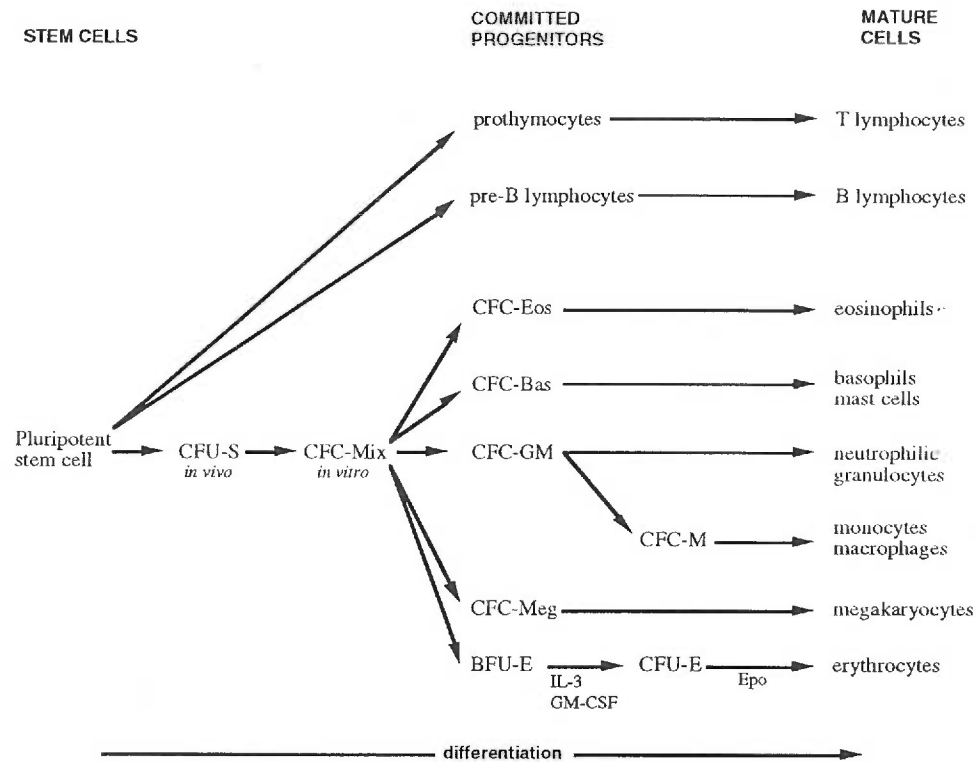 STEM CELLS
COMMITTED
PROGENITORS
MATURE
CELLS
prothymocytes
T lymphocytes
pre-B lymphocytes
B lymphocytes
CFC-Eos
eosinophils
CFC-Bas
basophils
mast cells
Pluripotent
stem cell
CFU-S
in vivo
CFC-Mix
in vitro
CFC-GM
neutrophilic
granulocytes
CFC-M
monocytes
macrophages
CFC-Meg
megakaryocytes
BFU-E
IL-3
GM-CSF
CFU-E
Epo
erythrocytes
differentiation